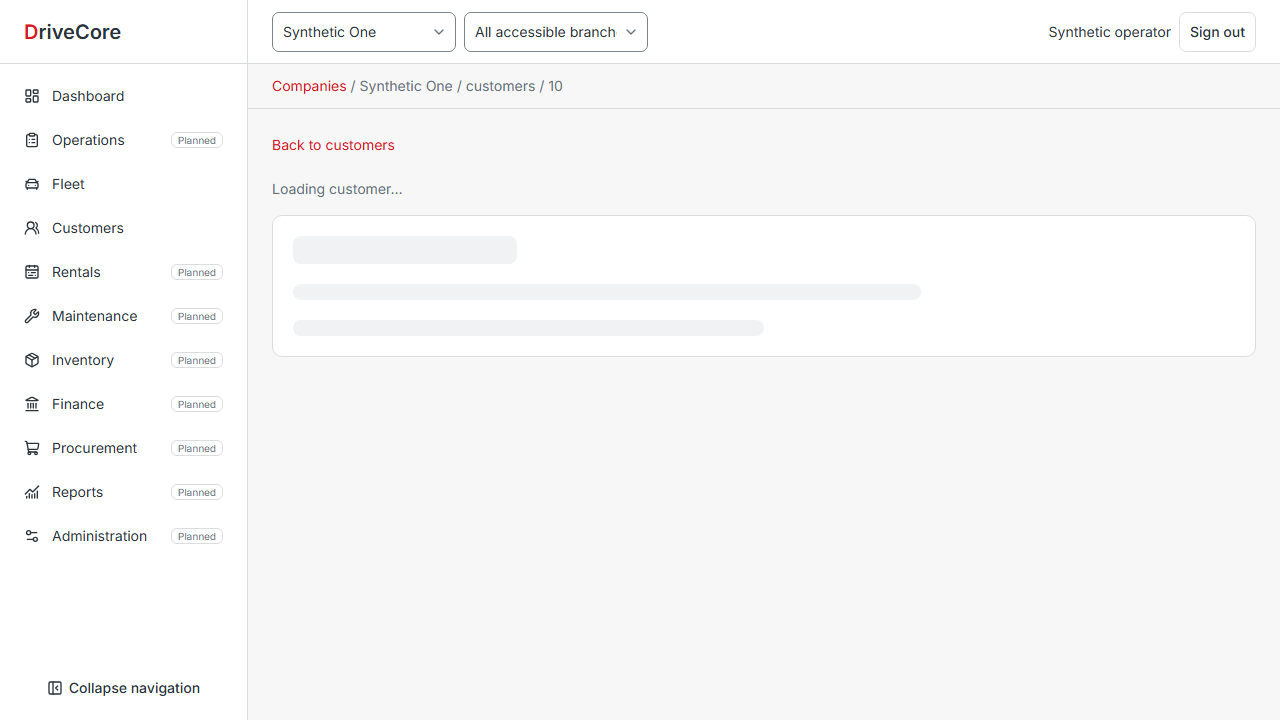 DriveCore
Synthetic One
All accessible branch
Synthetic operator
Sign out
Companies / Synthetic One / customers / 10
Dashboard
Operations Planned
Fleet
Customers
Rentals Planned
Maintenance Planned
Inventory Planned
Finance Planned
Procurement Planned
Reports Planned
Administration Planned
Collapse navigation
Back to customers
Loading customer...